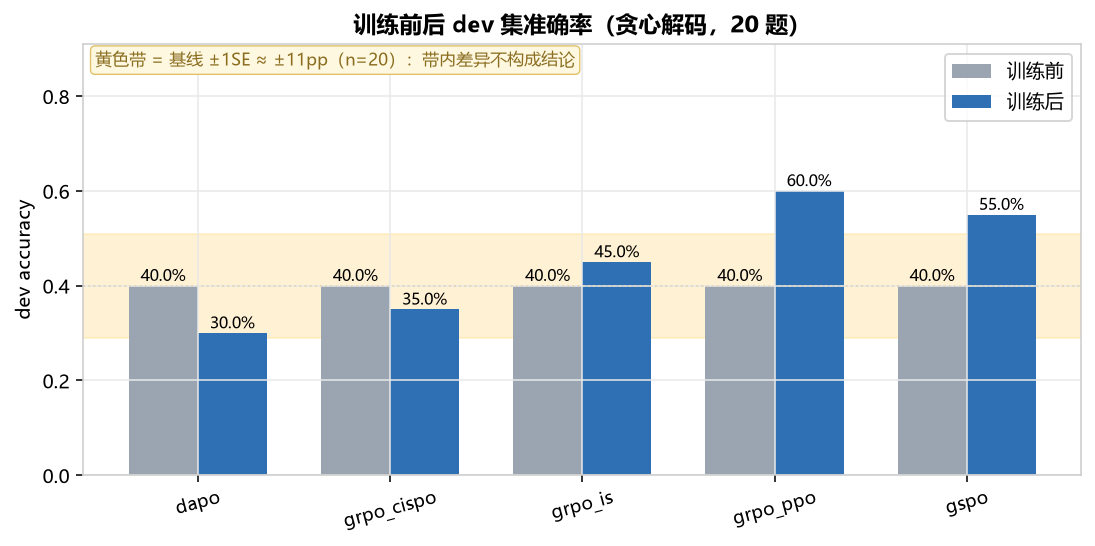 训练前后 dev 集准确率（贪心解码，20 题）
黄色带 = 基线 ±1SE ≈ ±11pp（n=20）：带内差异不构成结论
训练前
训练后
dev accuracy
0.8
0.6
0.4
0.2
0.0
40.0%
30.0%
40.0%
35.0%
40.0%
45.0%
40.0%
60.0%
40.0%
55.0%
dapo
grpo_cispo
grpo_is
grpo_ppo
gspo